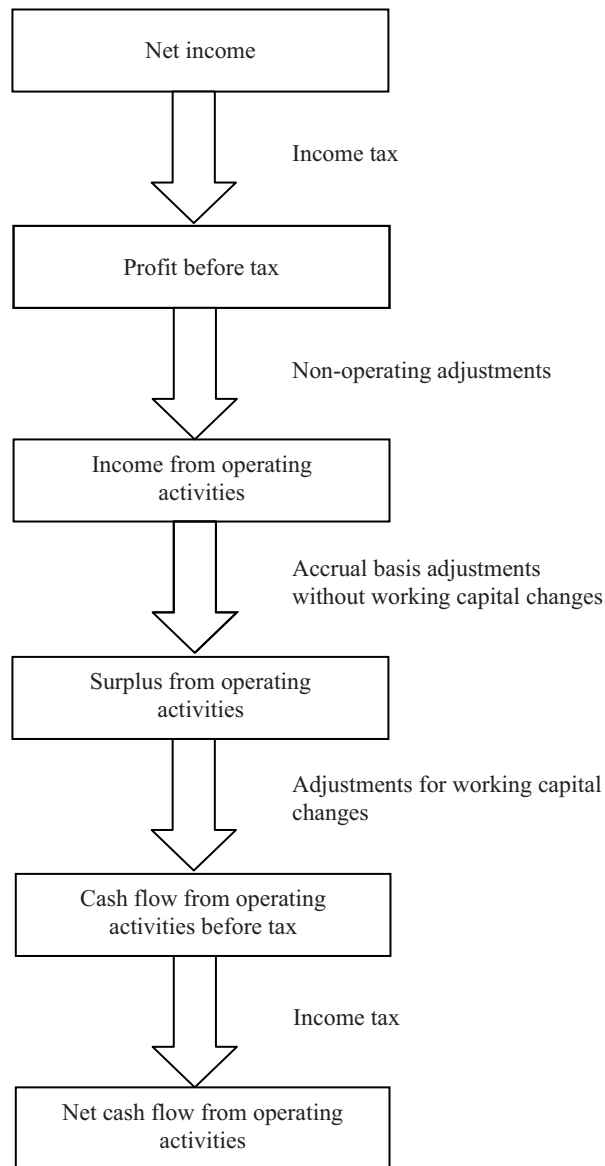 Net income
Income tax
Profit before tax
Non-operating adjustments
Income from operating
activities
Accrual basis adjustments
without working capital changes
Surplus from operating
activities
Adjustments for working capital
changes
Cash flow from operating
activities before tax
Income tax
Net cash flow from operating
activities